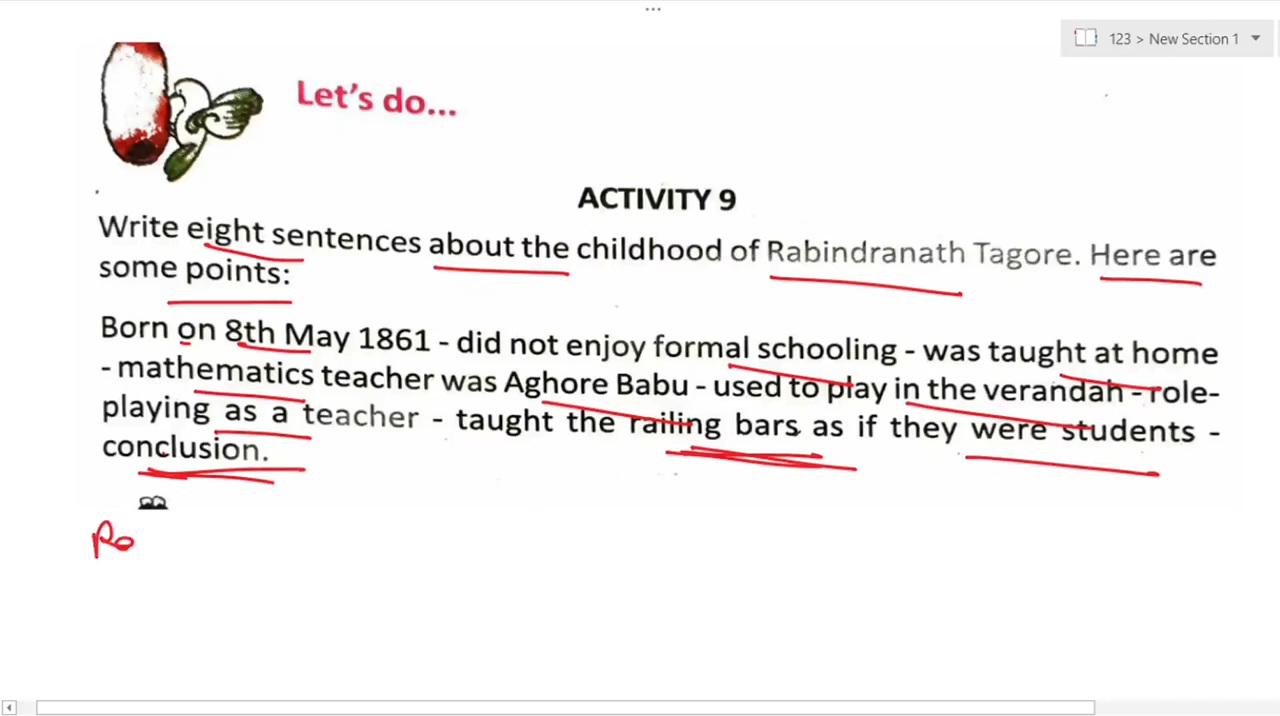 ...
123 > New Section 1
Let's do...
ACTIVITY 9
Write eight sentences about the childhood of Rabindranath Tagore. Here are
some points:
Born on 8th May 1861 - did not enjoy formal schooling - was taught at home
- mathematics teacher was Aghore Babu - used to play in the verandah - role-
playing as a teacher - taught the railing bars as if they were students -
conclusion.
Ro